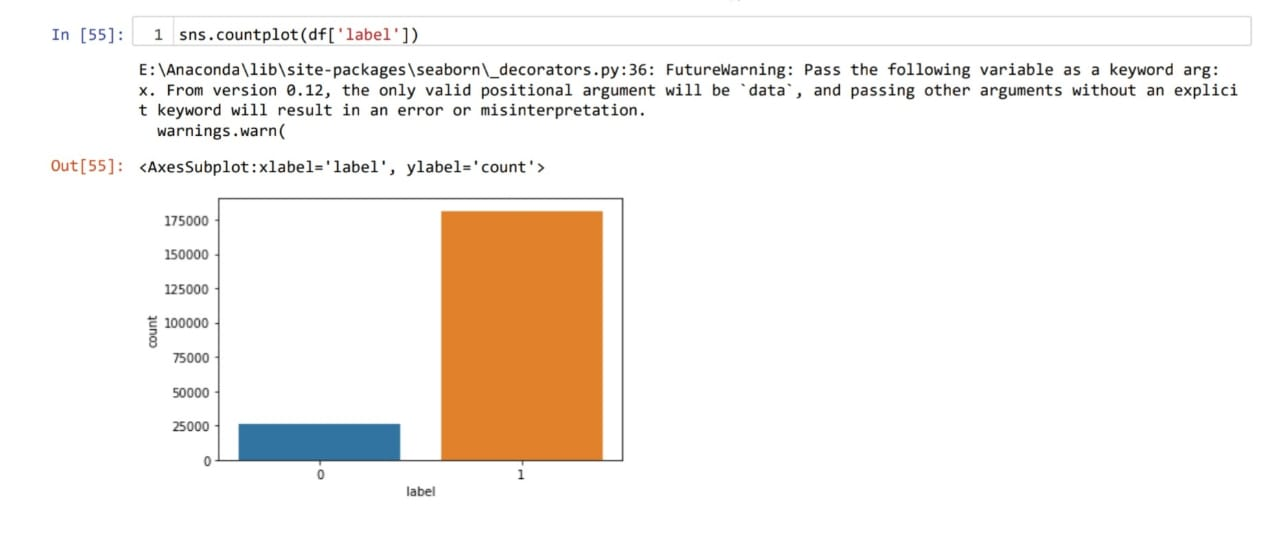 In [55]: 1 sns.countplot(df['label'])
E:\Anaconda\lib\site-packages\seaborn\_decorators.py:36: FutureWarning: Pass the following variable as a keyword arg:
x. From version 0.12, the only valid positional argument will be `data`, and passing other arguments without an explici
t keyword will result in an error or misinterpretation.
warnings.warn(
Out[55]: <AxesSubplot:xlabel='label', ylabel='count'>
175000
150000
125000
100000
75000
50000
25000
0
count
0 1
label